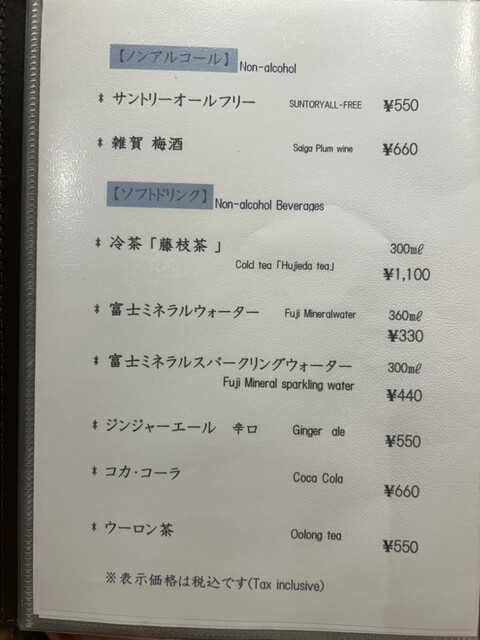 【ノンアルコール】 Non-alcohol
* サントリーオールフリー SUNTORYALL-FREE ¥550
* 雑賀 梅酒 Saiga Plum wine ¥660
【ソフトドリンク】 Non-alcohol Beverages
* 冷茶「藤枝茶 」 300㎖
Cold tea「Hujieda tea」 ¥1,100
* 富士ミネラルウォーター Fuji Mineralwater 360㎖
¥330
* 富士ミネラルスパークリングウォーター 300㎖
Fuji Mineral sparkling water ¥440
* ジンジャーエール 辛口 Ginger ale ¥550
* コカ・コーラ Coca Cola ¥660
* ウーロン茶 Oolong tea ¥550
※表示価格は税込です(Tax inclusive)